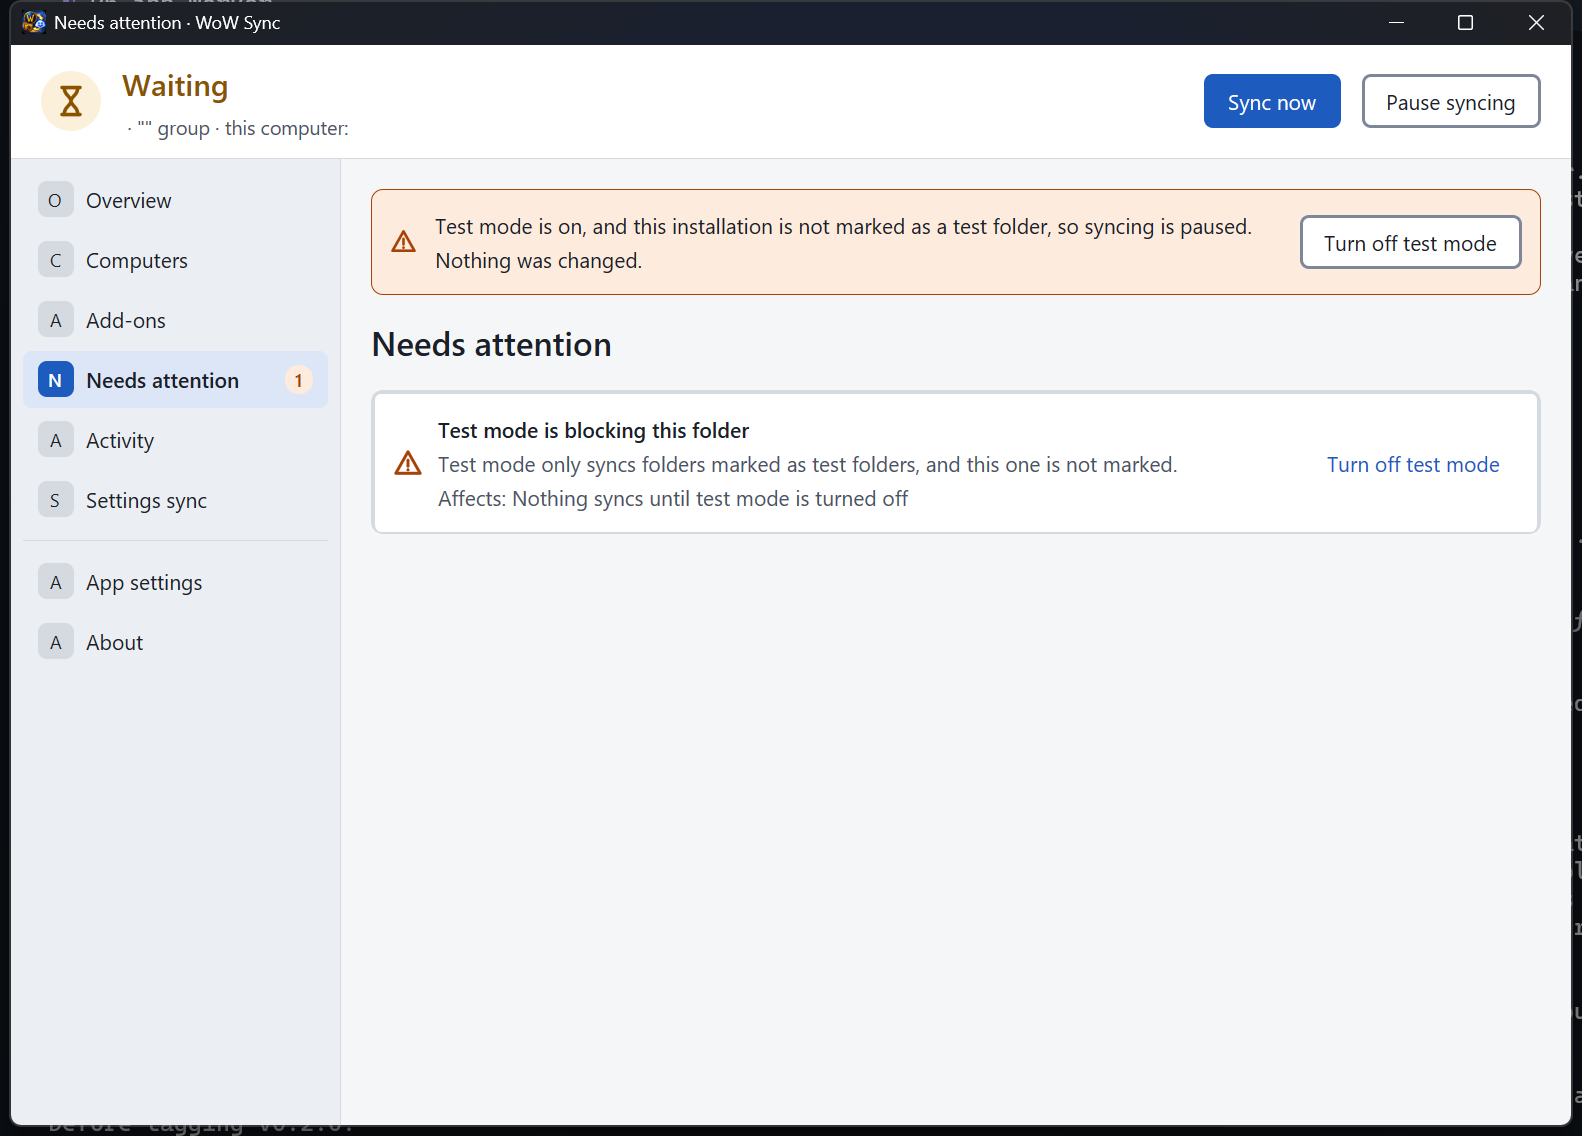 Needs attention · WoW Sync
Waiting
· "" group · this computer:
Sync now
Pause syncing
O Overview
C Computers
A Add-ons
N Needs attention 1
A Activity
S Settings sync
A App settings
A About
Test mode is on, and this installation is not marked as a test folder, so syncing is paused.
Nothing was changed.
Turn off test mode
Needs attention
Test mode is blocking this folder
Test mode only syncs folders marked as test folders, and this one is not marked.
Affects: Nothing syncs until test mode is turned off
Turn off test mode